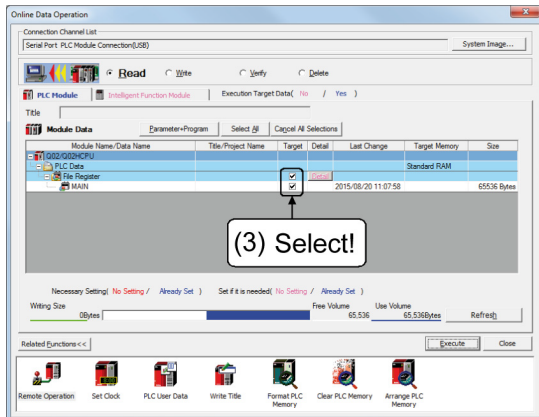 Online Data Operation
Connection Channel List
Serial Port PLC Module Connection(USB)
System Image...
Read Write Verify Delete
PLC Module Intelligent Function Module Execution Target Data( No / Yes )
Title
Module Data Parameter+Program Select All Cancel All Selections
Module Name/Data Name Title/Project Name Target Detail Last Change Target Memory Size
Q02/Q02HCPU
PLC Data Standard RAM
File Register Detail
MAIN 2015/08/20 11:07:58 65536 Bytes
(3) Select!
Necessary Setting( No Setting / Already Set ) Set if it is needed( No Setting / Already Set )
Writing Size Free Volume Use Volume
0Bytes 65,536 65,536Bytes Refresh
Related Functions<< Execute Close
Remote Operation Set Clock PLC User Data Write Title Format PLC Memory Clear PLC Memory Arrange PLC Memory